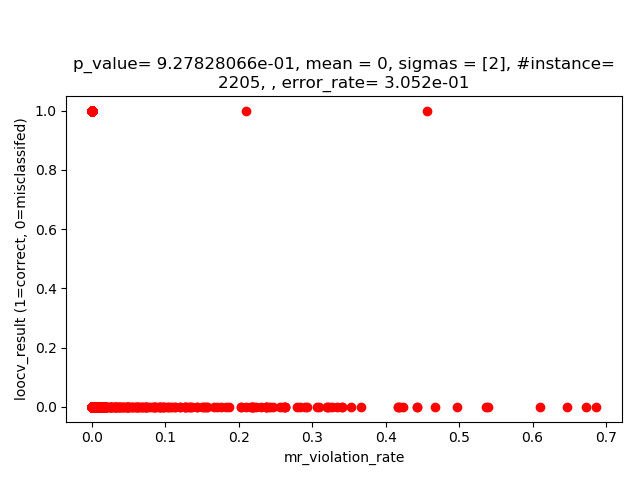 p_value= 9.27828066e-01, mean = 0, sigmas = [2], #instance=
2205, , error_rate= 3.052e-01
1.0
0.8
0.6
0.4
0.2
0.0
loocv_result (1=correct, 0=misclassifed)
0.0 0.1 0.2 0.3 0.4 0.5 0.6 0.7
mr_violation_rate